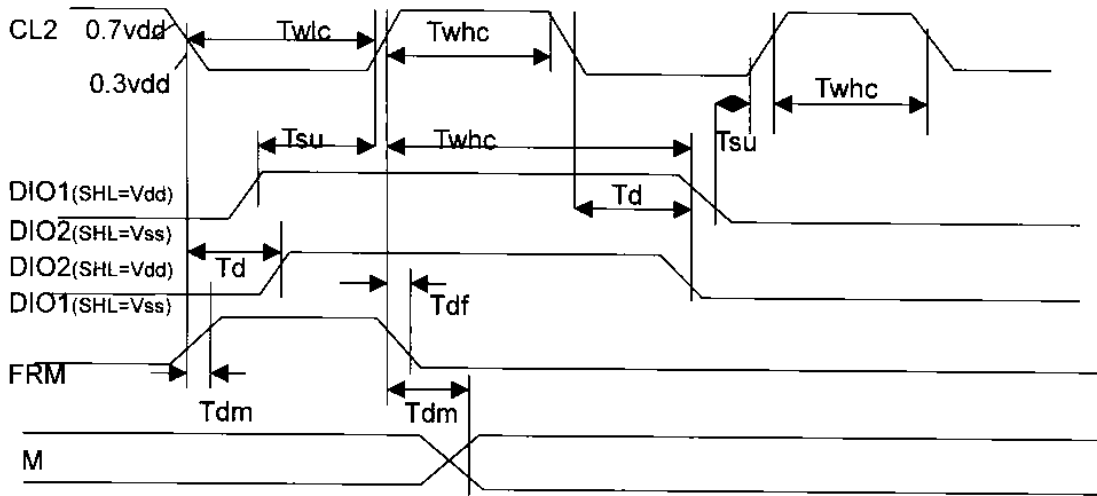 CL2 0.7vdd Twlc Twhc
0.3vdd Twhc
Tsu Twhc Tsu
DIO1(SHL=Vdd) Td
DIO2(SHL=Vss)
DIO2(SHL=Vdd) Td
DIO1(SHL=Vss) Tdf
FRM
Tdm Tdm
M